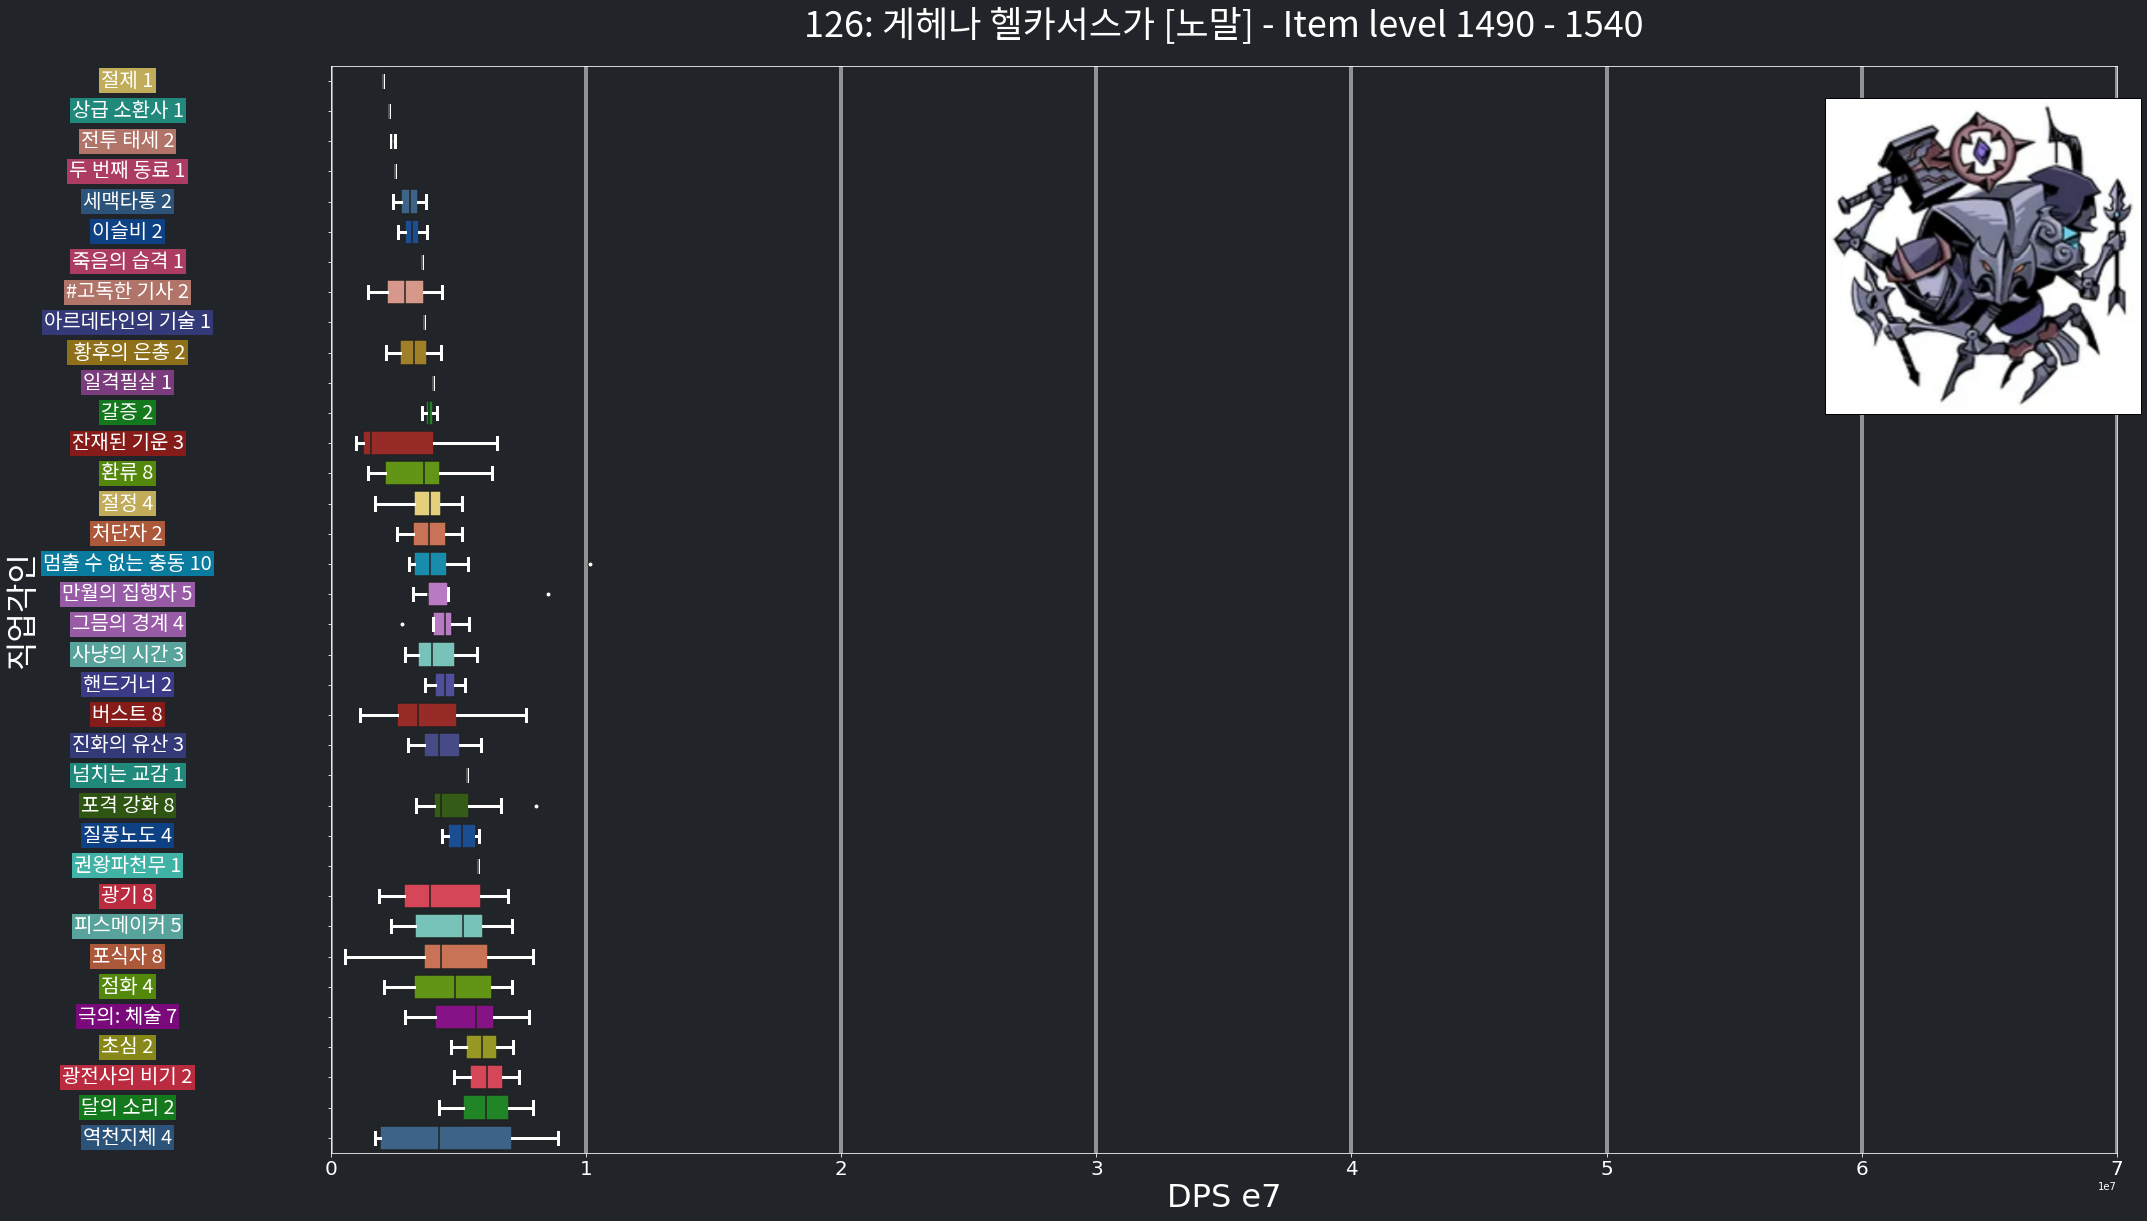 126: 게헤나 헬카서스가 [노말] - Item level 1490 - 1540
절제 1
상급 소환사 1
전투 태세 2
두 번째 동료 1
세맥타통 2
이슬비 2
죽음의 습격 1
#고독한 기사 2
아르데타인의 기술 1
황후의 은총 2
일격필살 1
갈증 2
잔재된 기운 3
환류 8
절정 4
처단자 2
멈출 수 없는 충동 10
만월의 집행자 5
그믐의 경계 4
사냥의 시간 3
핸드거너 2
버스트 8
진화의 유산 3
넘치는 교감 1
포격 강화 8
질풍노도 4
권왕파천무 1
광기 8
피스메이커 5
포식자 8
점화 4
극의: 체술 7
초심 2
광전사의 비기 2
달의 소리 2
역천지체 4
직업각인
0 1 2 3 4 5 6 7
1e7
DPS e7